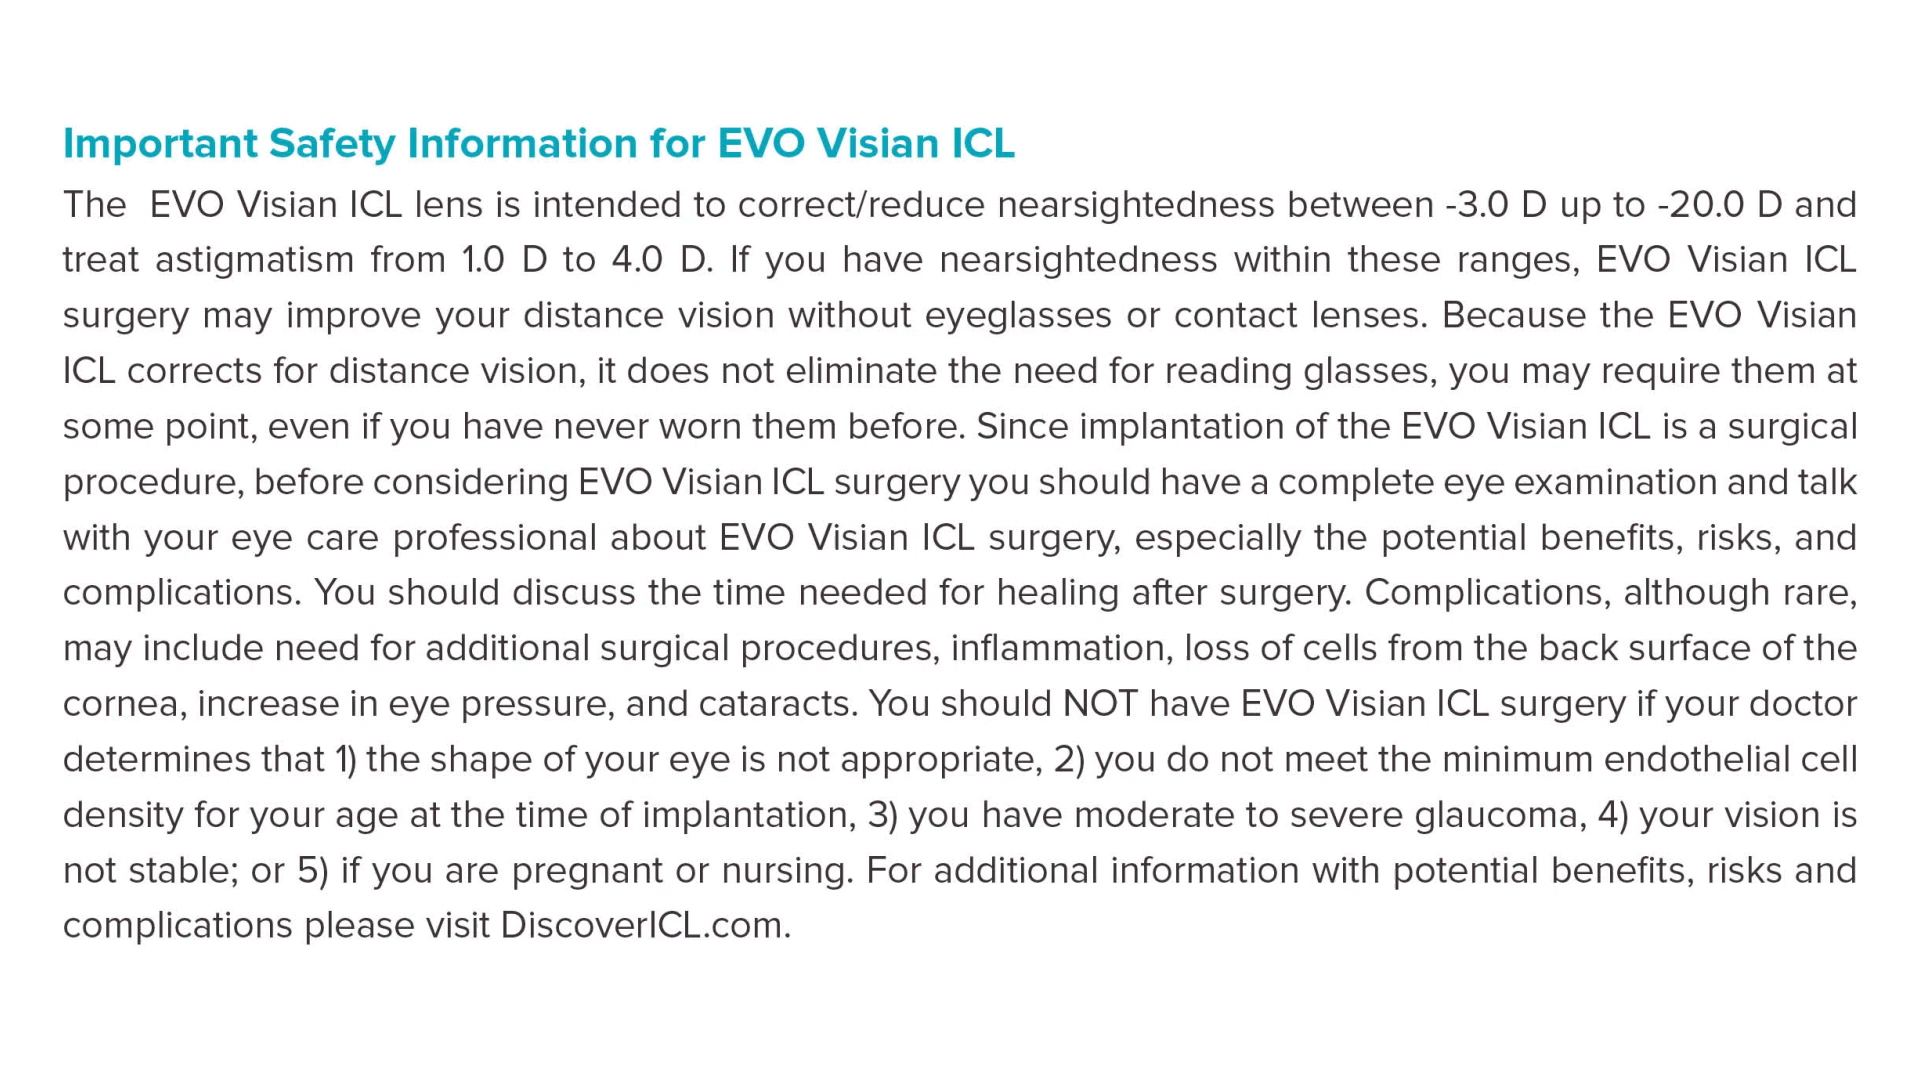 Important Safety Information for EVO Visian ICL
The  EVO Visian ICL lens is intended to correct/reduce nearsightedness between -3.0 D up to -20.0 D and
treat astigmatism from 1.0 D to 4.0 D. If you have nearsightedness within these ranges, EVO Visian ICL
surgery may improve your distance vision without eyeglasses or contact lenses. Because the EVO Visian
ICL corrects for distance vision, it does not eliminate the need for reading glasses, you may require them at
some point, even if you have never worn them before. Since implantation of the EVO Visian ICL is a surgical
procedure, before considering EVO Visian ICL surgery you should have a complete eye examination and talk
with your eye care professional about EVO Visian ICL surgery, especially the potential benefits, risks, and
complications. You should discuss the time needed for healing after surgery. Complications, although rare,
may include need for additional surgical procedures, inflammation, loss of cells from the back surface of the
cornea, increase in eye pressure, and cataracts. You should NOT have EVO Visian ICL surgery if your doctor
determines that 1) the shape of your eye is not appropriate, 2) you do not meet the minimum endothelial cell
density for your age at the time of implantation, 3) you have moderate to severe glaucoma, 4) your vision is
not stable; or 5) if you are pregnant or nursing. For additional information with potential benefits, risks and
complications please visit DiscoverICL.com.